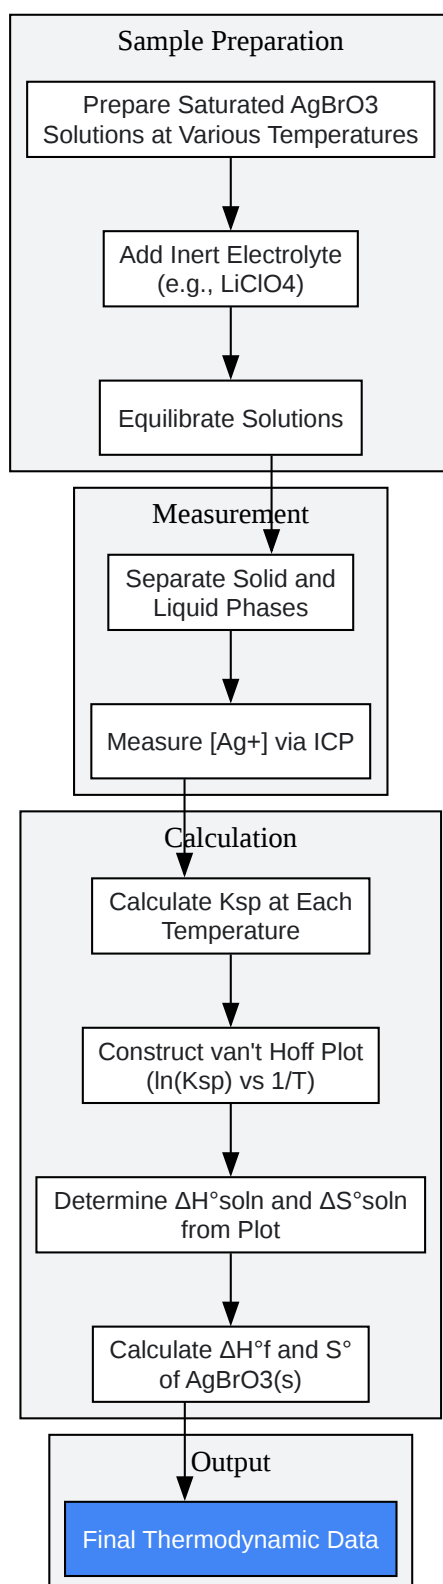 Sample Preparation
Prepare Saturated AgBrO3
Solutions at Various Temperatures
Add Inert Electrolyte
(e.g., LiClO4)
Equilibrate Solutions
Measurement
Separate Solid and
Liquid Phases
Measure [Ag+] via ICP
Calculation
Calculate Ksp at Each
Temperature
Construct van't Hoff Plot
(ln(Ksp) vs 1/T)
Determine ΔH°soln and ΔS°soln
from Plot
Calculate ΔH°f and S°
of AgBrO3(s)
Output
Final Thermodynamic Data